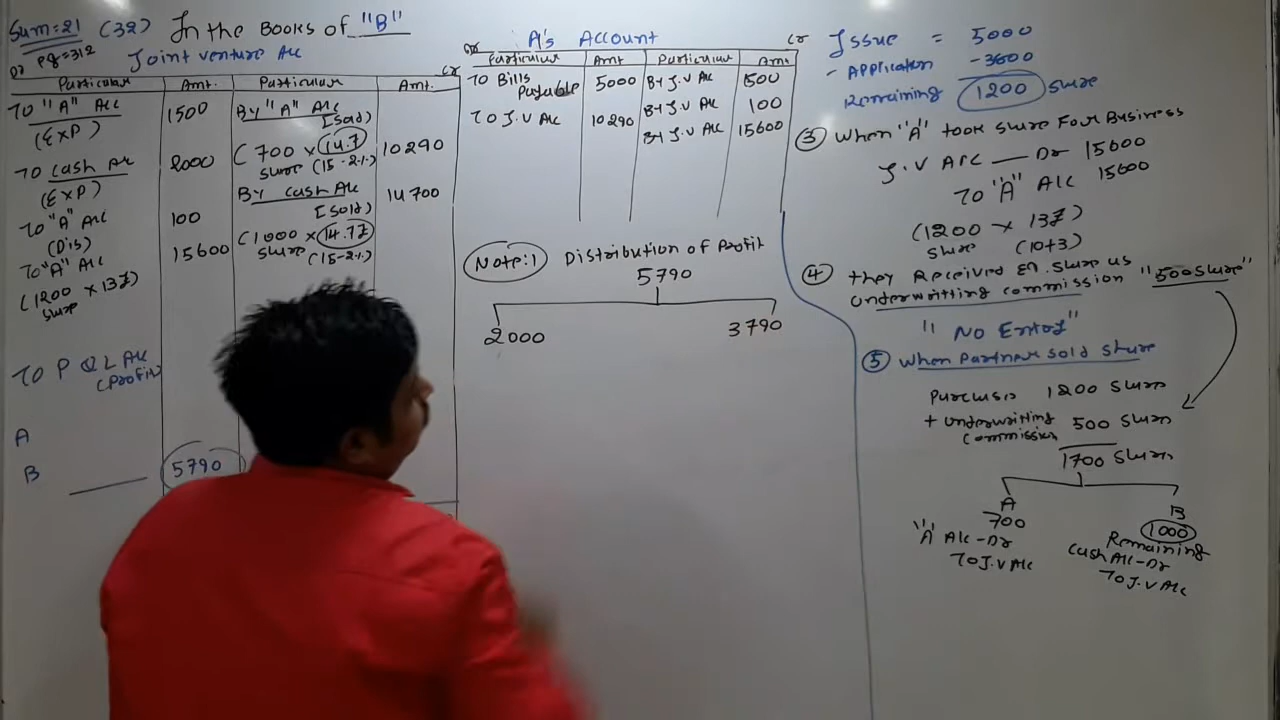 Sum=21 (32) In the Books of "B"
Pg=312
Joint venture A/c
Dr Cr
Particular Amt. Particular Amt.
To "A" A/c 1500 By "A" A/c
(Exp) [Sold)
(700 x 14.7 10290
share (15-2%)
To cash A/c 2000
(Exp) By cash A/c 14700
[Sold)
To "A" A/c 100
(Dis) (1000 x 14.7]
share (15-2%)
To "A" A/c 15600
(1200 x 13]
share
To P & L A/c
(Profit)
A
B 5790
A's Account
Dr Cr
Particular Amt Particular Amt
To Bills 5000 By J.V A/c 1500
Payable
To J.V A/c 10290 By J.V A/c 100
By J.V A/c 15600
Note:1 Distribution of Profit
5790
2000 3790
Issue = 5000
- Application -3800
Remaining 1200 share
③ When "A" took share For Business
J.V A/c — Dr 15600
To "A" A/c 15600
(1200 x 13]
share (10+3)
④ They Received En. share as
underwritting commission "500 share"
"No Entry"
⑤ When Partner sold share
Purchase 1200 share
+ underwriting 500 share
commission
1700 share
A B
700 1000
"A" A/c - Dr Remaining
To J.V A/c Cash A/c - Dr
To J.V A/c